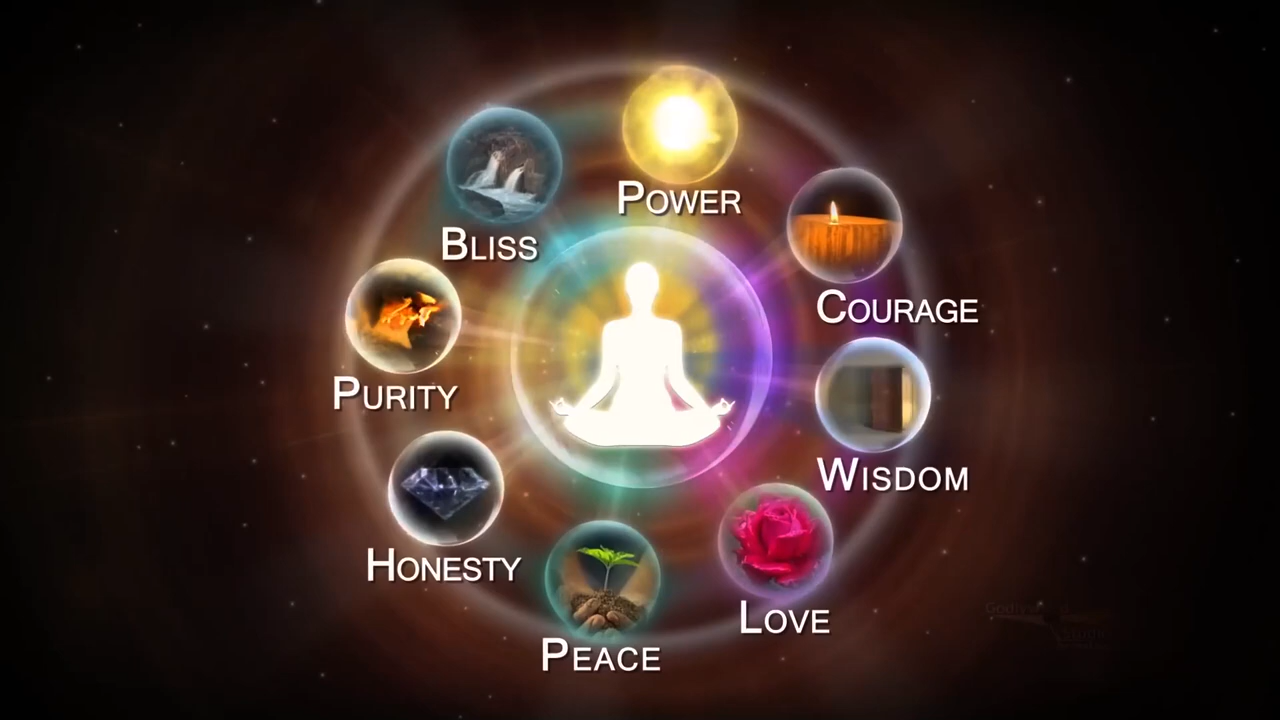 POWER
BLISS
COURAGE
PURITY
WISDOM
HONESTY
LOVE
PEACE